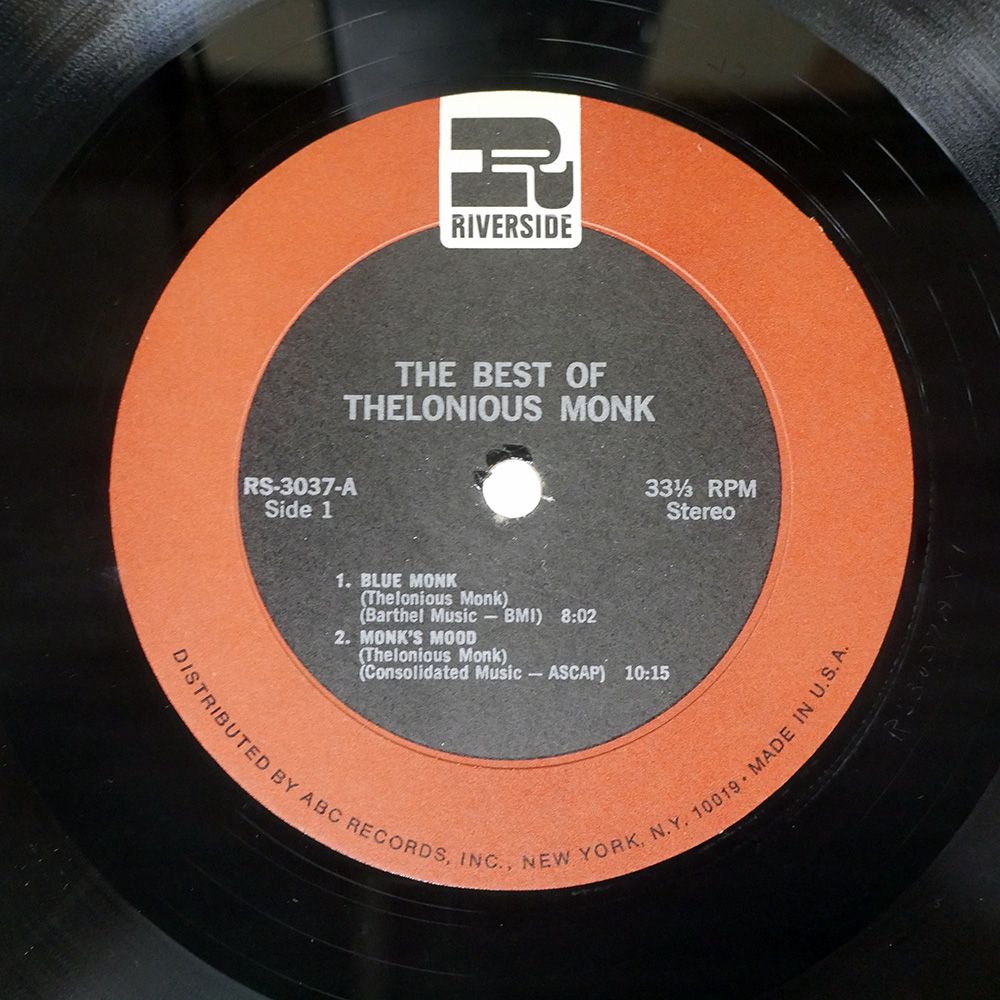 R
RIVERSIDE
THE BEST OF
THELONIOUS MONK
RS-3037-A
Side 1
33⅓ RPM
Stereo
1. BLUE MONK
(Thelonious Monk)
(Barthel Music — BMI) 8:02
2. MONK'S MOOD
(Thelonious Monk)
(Consolidated Music — ASCAP) 10:15
DISTRIBUTED BY ABC RECORDS, INC., NEW YORK, N.Y. 10019 • MADE IN U.S.A.